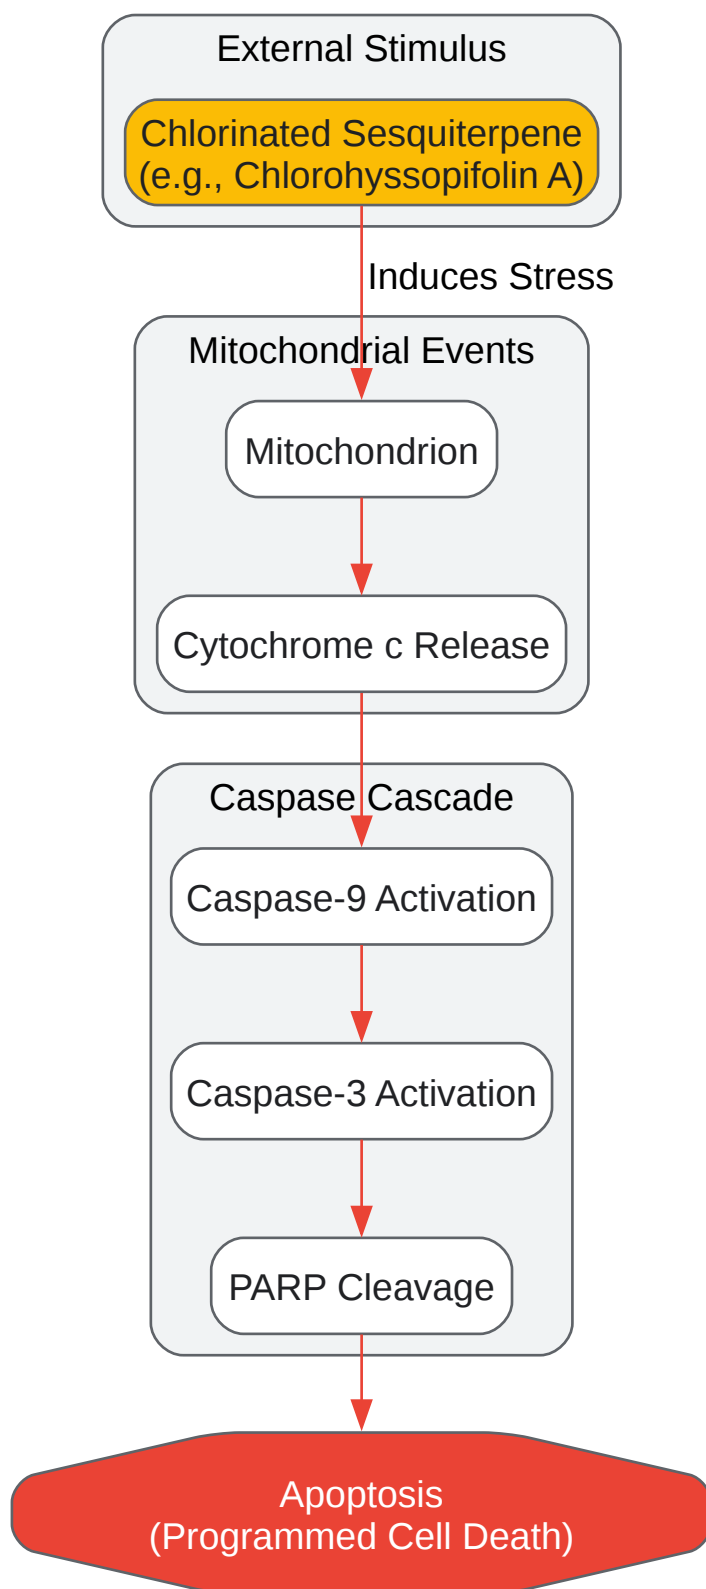 External Stimulus
Chlorinated Sesquiterpene
(e.g., Chlorohyssopifolin A)
Induces Stress
Mitochondrial Events
Mitochondrion
Cytochrome c Release
Caspase Cascade
Caspase-9 Activation
Caspase-3 Activation
PARP Cleavage
Apoptosis
(Programmed Cell Death)